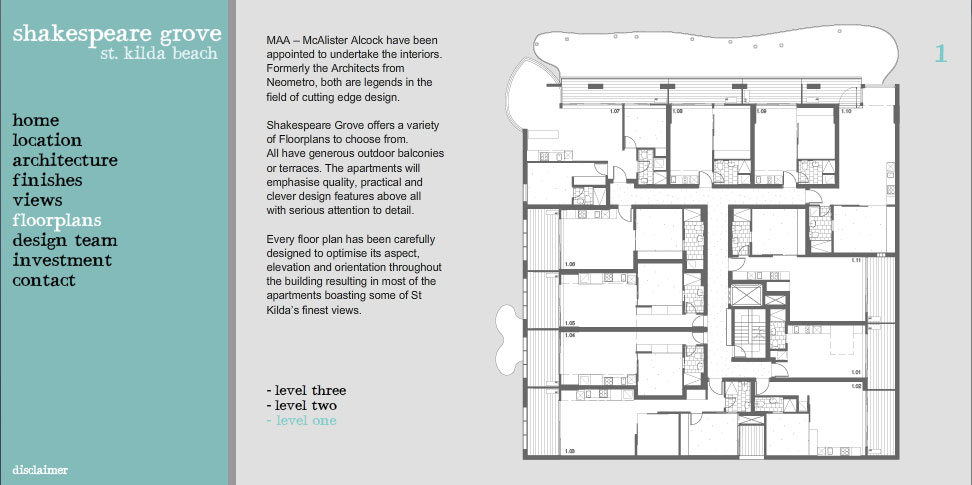 shakespeare grove
st. kilda beach
home
location
architecture
finishes
views
floorplans
design team
investment
contact
disclaimer
MAA – McAlister Alcock have been
appointed to undertake the interiors.
Formerly the Architects from
Neometro, both are legends in the
field of cutting edge design.
Shakespeare Grove offers a variety
of Floorplans to choose from.
All have generous outdoor balconies
or terraces. The apartments will
emphasise quality, practical and
clever design features above all
with serious attention to detail.
Every floor plan has been carefully
designed to optimise its aspect,
elevation and orientation throughout
the building resulting in most of the
apartments boasting some of St
Kilda's finest views.
- level three
- level two
- level one
1
1.07
1.08
1.09
1.10
1.06
1.11
1.05
1.04
1.01
1.02
1.03